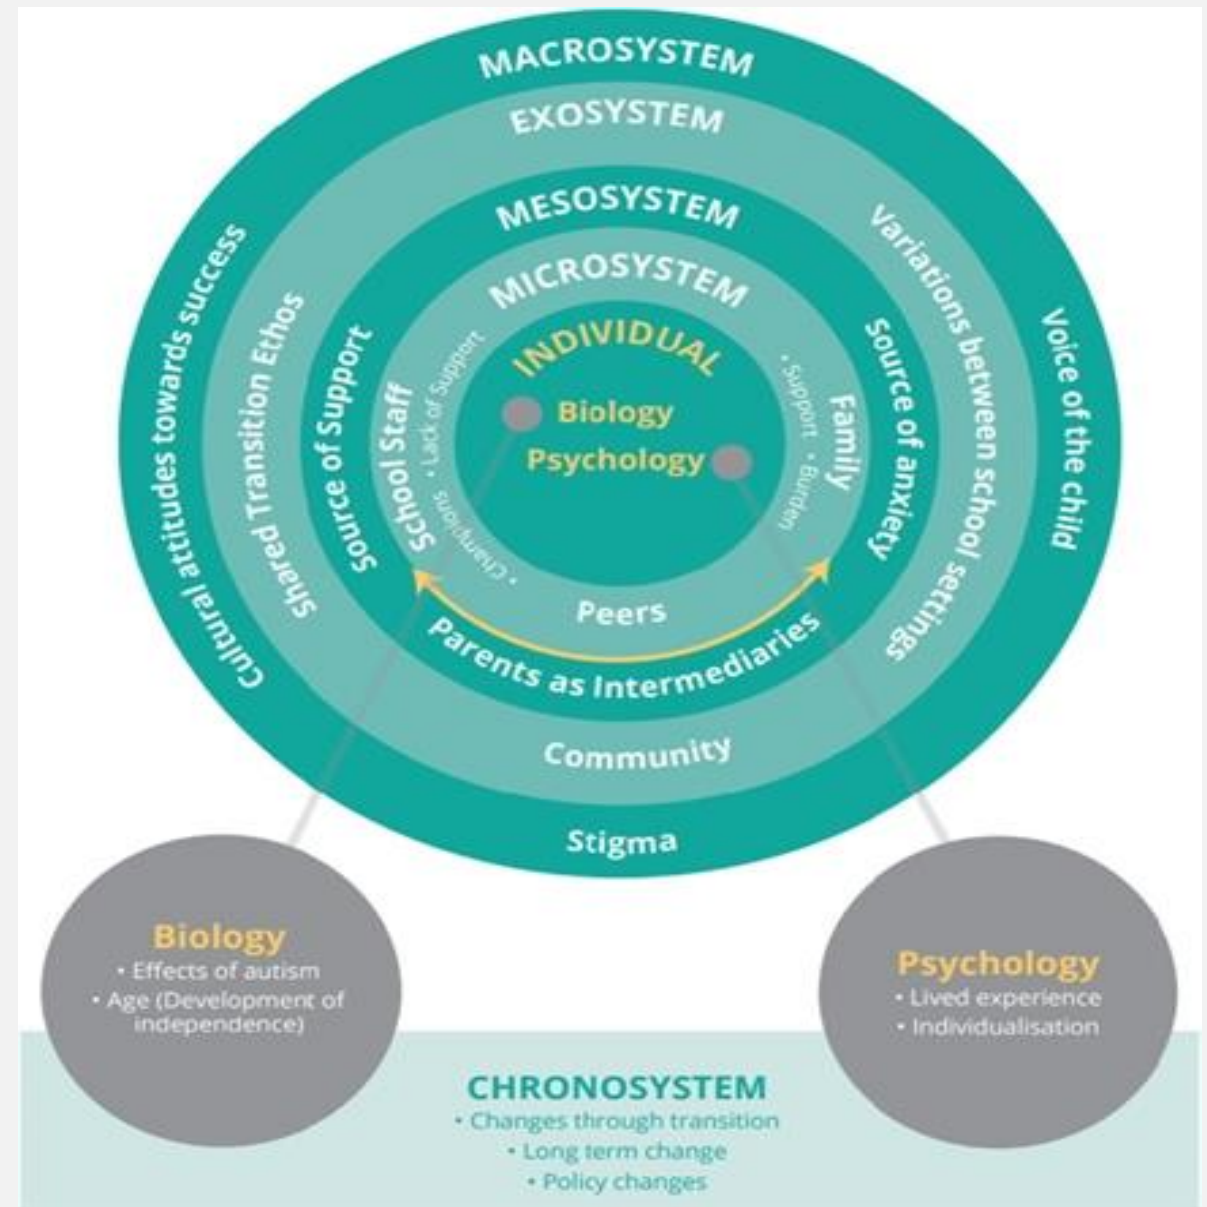 MACROSYSTEM
EXOSYSTEM
MESOSYSTEM
MICROSYSTEM
INDIVIDUAL
Biology
Psychology
Cultural attitudes towards success
Shared Transition Ethos
Source of Support
School Staff
• Champions • Lack of Support
• Support • Burden
Family
Source of anxiety
Variations between school settings
Voice of the child
Peers
Parents as Intermediaries
Community
Stigma
Biology
• Effects of autism
• Age (Development of
independence)
Psychology
• Lived experience
• Individualisation
CHRONOSYSTEM
• Changes through transition
• Long term change
• Policy changes